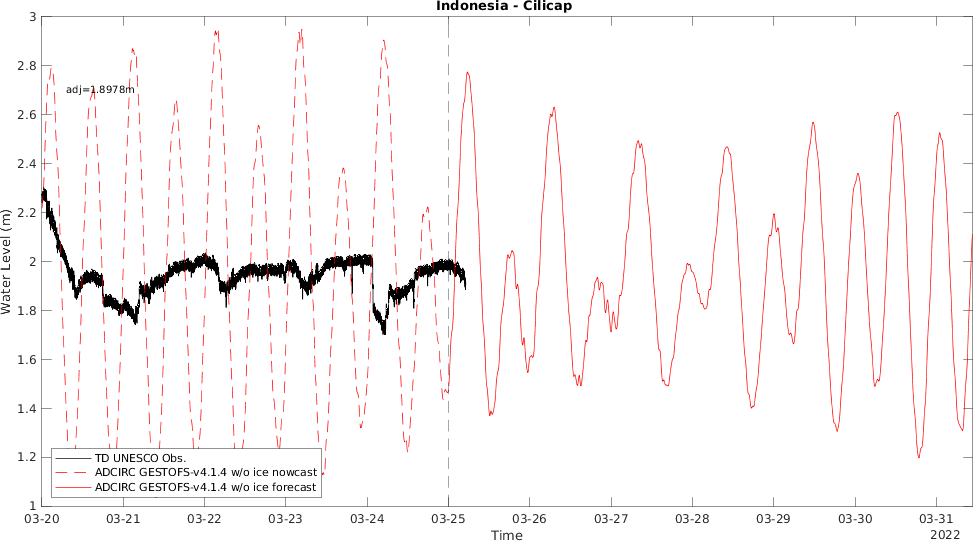 Indonesia - Cilicap
3
2.8
adj=1.8978m
2.6
2.4
2.2
2
1.8
1.6
1.4
1.2
1
Water Level (m)
TD UNESCO Obs.
ADCIRC GESTOFS-v4.1.4 w/o ice nowcast
ADCIRC GESTOFS-v4.1.4 w/o ice forecast
03-20 03-21 03-22 03-23 03-24 03-25 03-26 03-27 03-28 03-29 03-30 03-31
Time
2022